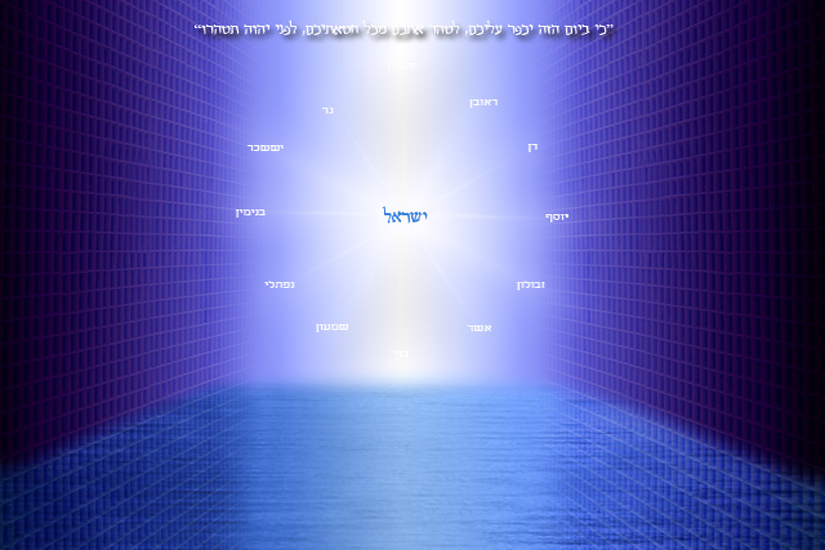 ”כי ביום הזה יכפר עליכם, לטהר אתכם מכל חטאתיכם, לפני יהוה תטהרו“
ראובן
גד
דן
יששכר
בנימין
ישראל
יוסף
זבולון
נפתלי
אשר
שמעון